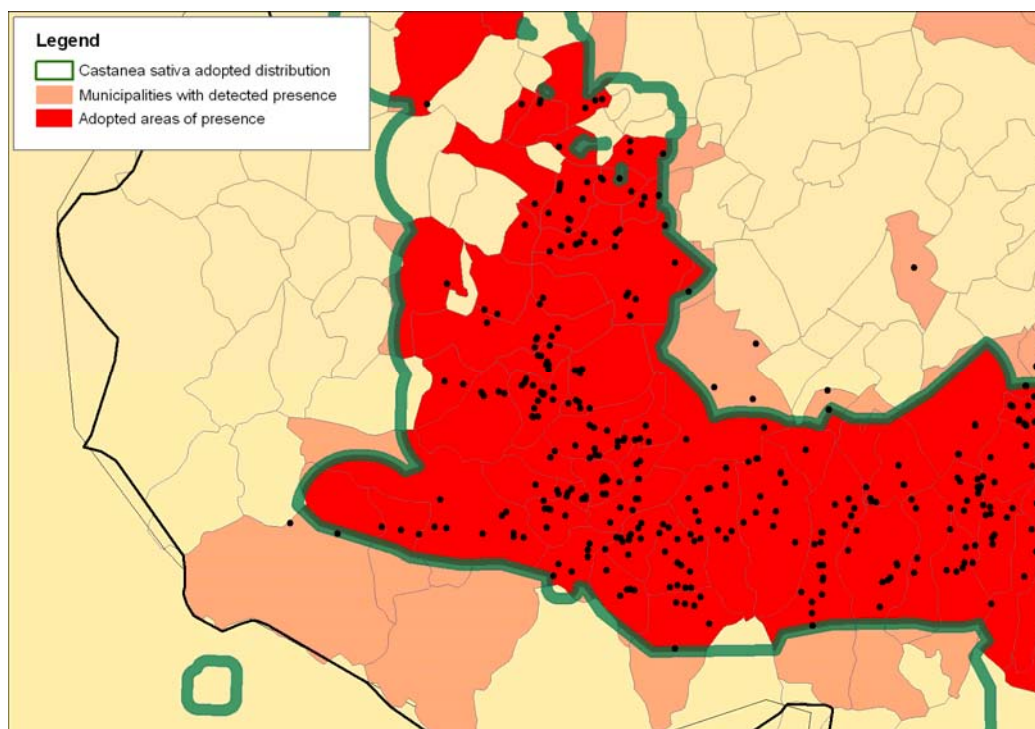 Legend
Castanea sativa adopted distribution
Municipalities with detected presence
Adopted areas of presence